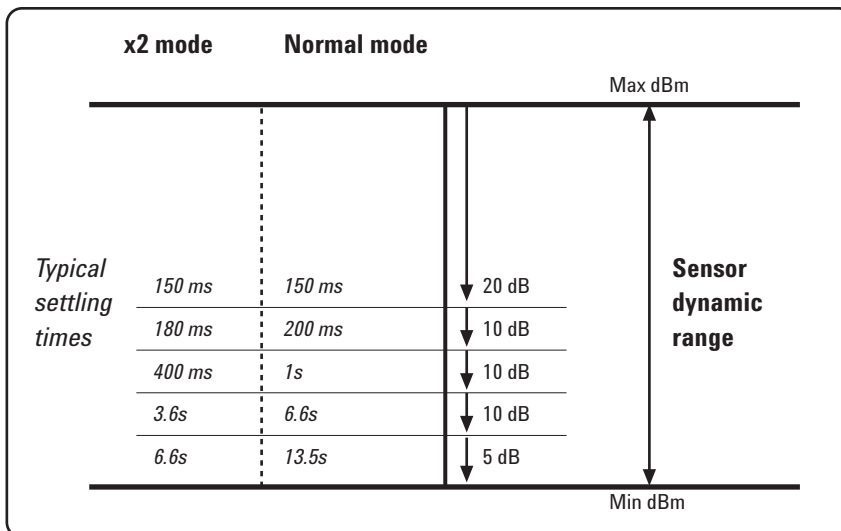 x2 mode Normal mode
Max dBm
Typical
settling
times
150 ms 150 ms 20 dB
180 ms 200 ms 10 dB
400 ms 1s 10 dB
3.6s 6.6s 10 dB
6.6s 13.5s 5 dB
Sensor
dynamic
range
Min dBm